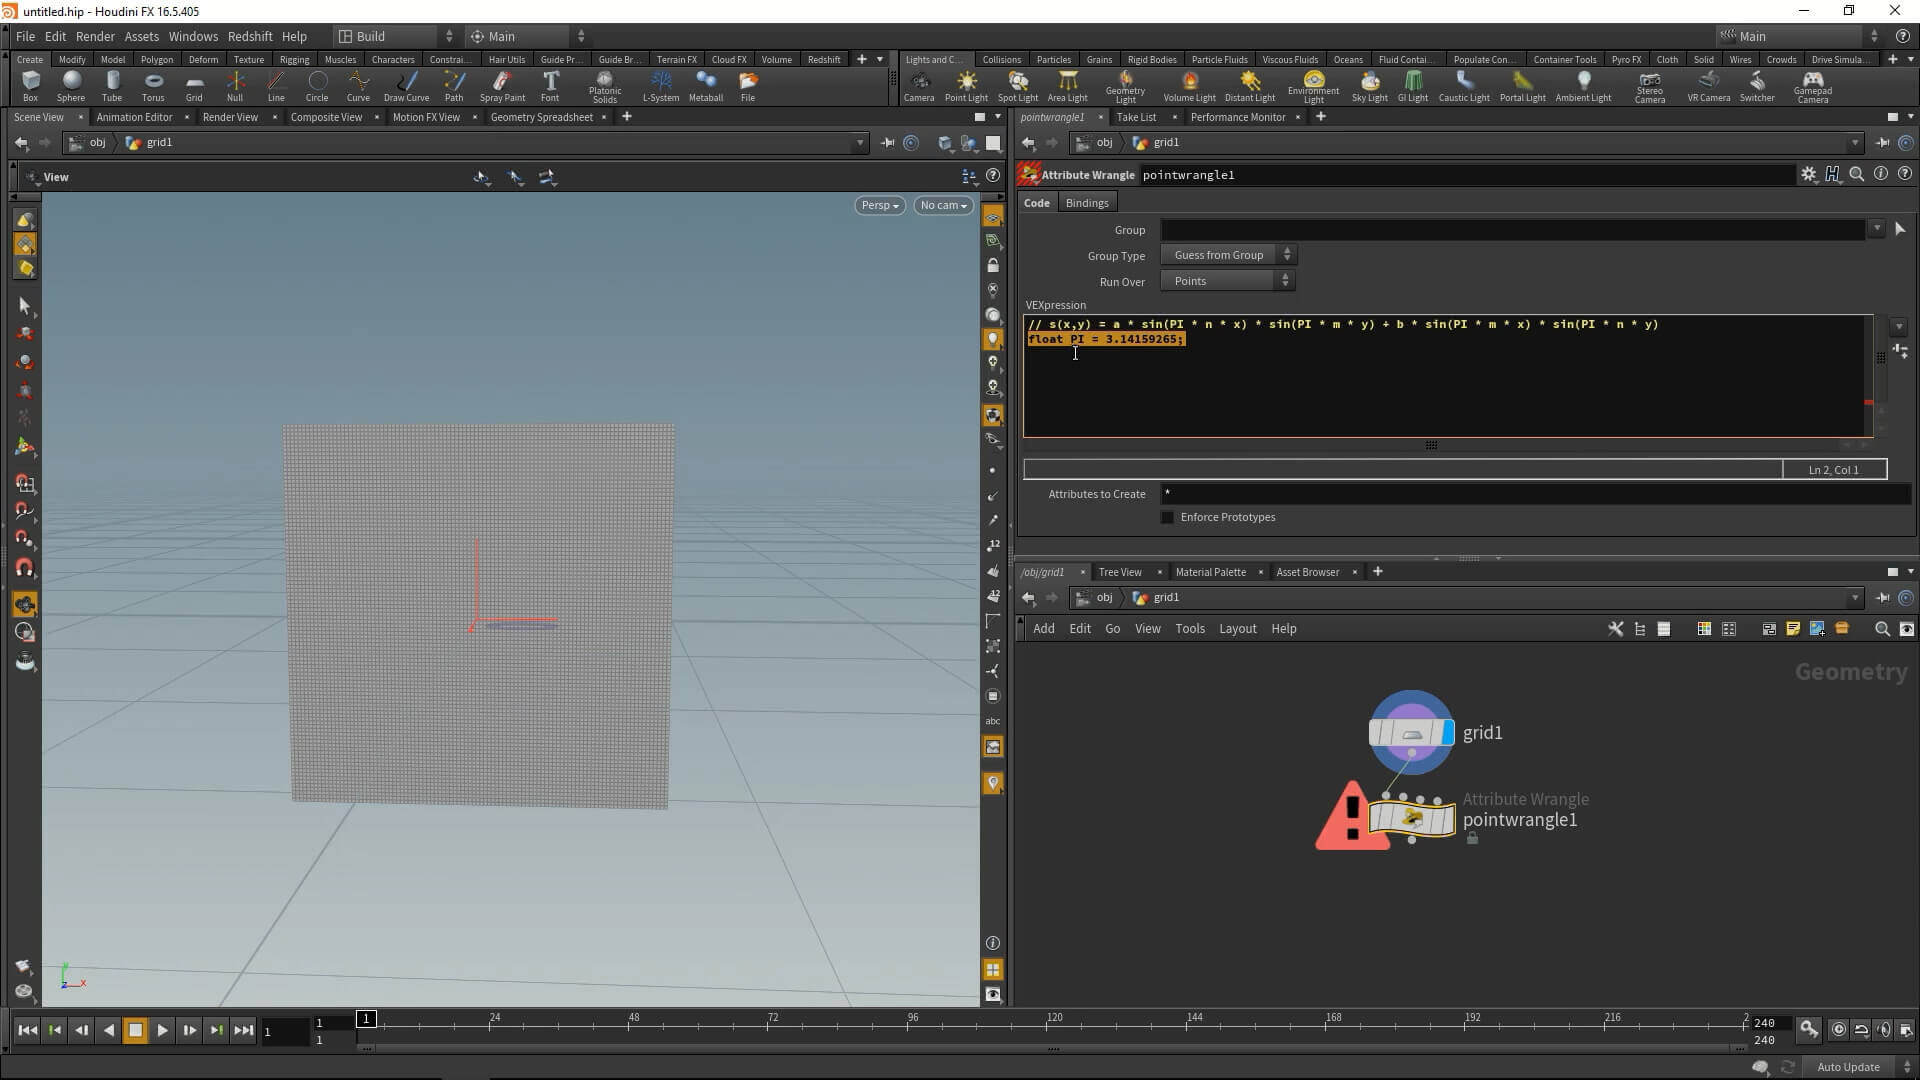 untitled.hip - Houdini FX 16.5.405
File Edit Render Assets Windows Redshift Help Build Main Main
Create Modify Model Polygon Deform Texture Rigging Muscles Characters Constrai... Hair Utils Guide Pr... Guide Br... Terrain FX Cloud FX Volume Redshift
Lights and C... Collisions Particles Grains Rigid Bodies Particle Fluids Viscous Fluids Oceans Fluid Contai... Populate Con... Container Tools Pyro FX Cloth Solid Wires Crowds Drive Simula...
Box Sphere Tube Torus Grid Null Line Circle Curve Draw Curve Path Spray Paint Font Platonic Solids L-System Metaball File
Camera Point Light Spot Light Area Light Geometry Light Volume Light Distant Light Environment Light Sky Light GI Light Caustic Light Portal Light Ambient Light Stereo Camera VR Camera Switcher Gamepad Camera
Scene View Animation Editor Render View Composite View Motion FX View Geometry Spreadsheet
pointwrangle1 Take List Performance Monitor
obj grid1
obj grid1
View
Persp No cam
Attribute Wrangle pointwrangle1
Code Bindings
Group
Group Type Guess from Group
Run Over Points
VEXpression
// s(x,y) = a * sin(PI * n * x) * sin(PI * m * y) + b * sin(PI * m * x) * sin(PI * n * y)
float PI = 3.14159265;
Ln 2, Col 1
Attributes to Create *
Enforce Prototypes
/obj/grid1 Tree View Material Palette Asset Browser
obj grid1
Add Edit Go View Tools Layout Help
Geometry
grid1
Attribute Wrangle
pointwrangle1
12
12
abc
y
z x
1 1 1 1
24 48 72 96 120 144 168 192 216 2
240
240
Auto Update